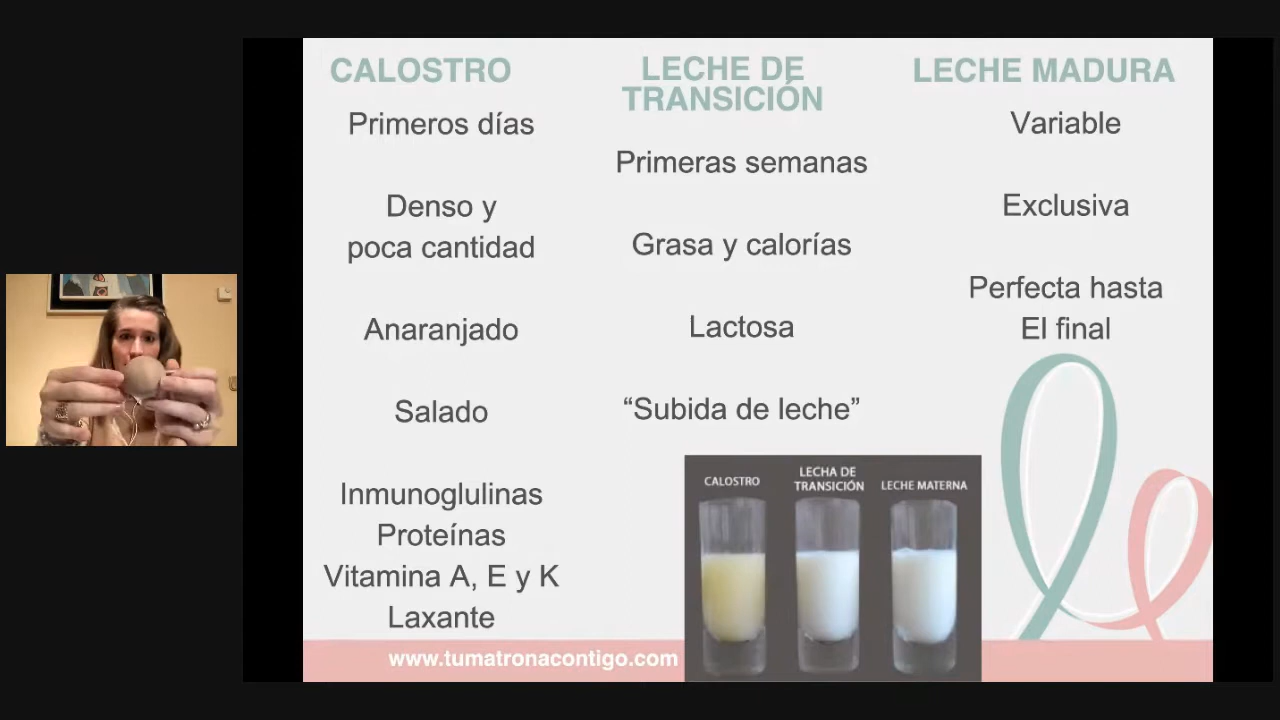 CALOSTRO
Primeros días
Denso y
poca cantidad
Anaranjado
Salado
Inmunoglulinas
Proteínas
Vitamina A, E y K
Laxante
LECHE DE
TRANSICIÓN
Primeras semanas
Grasa y calorías
Lactosa
“Subida de leche”
LECHE MADURA
Variable
Exclusiva
Perfecta hasta
El final
CALOSTRO
LECHA DE
TRANSICIÓN
LECHE MATERNA
www.tumatronacontigo.com